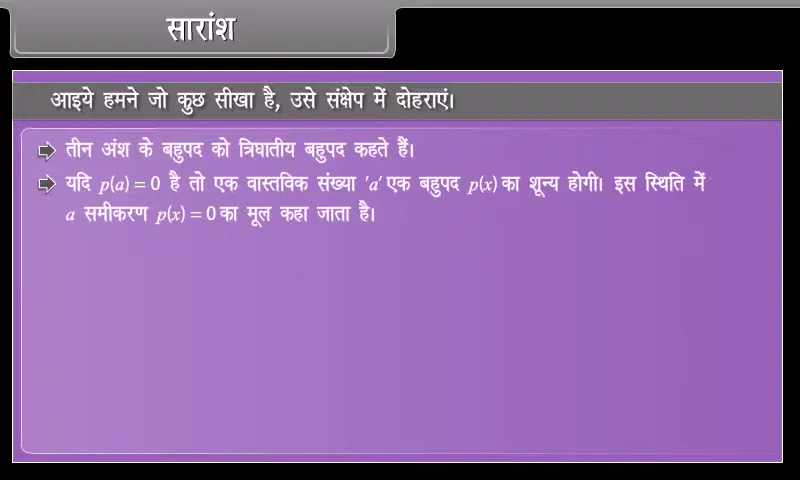 सारांश
आइये हमने जो कुछ सीखा है, उसे संक्षेप में दोहराएं।
तीन अंश के बहुपद को त्रिघातीय बहुपद कहते हैं।
यदि p(a) = 0 है तो एक वास्तविक संख्या 'a' एक बहुपद p(x) का शून्य होगी। इस स्थिति में
a समीकरण p(x) = 0 का मूल कहा जाता है।